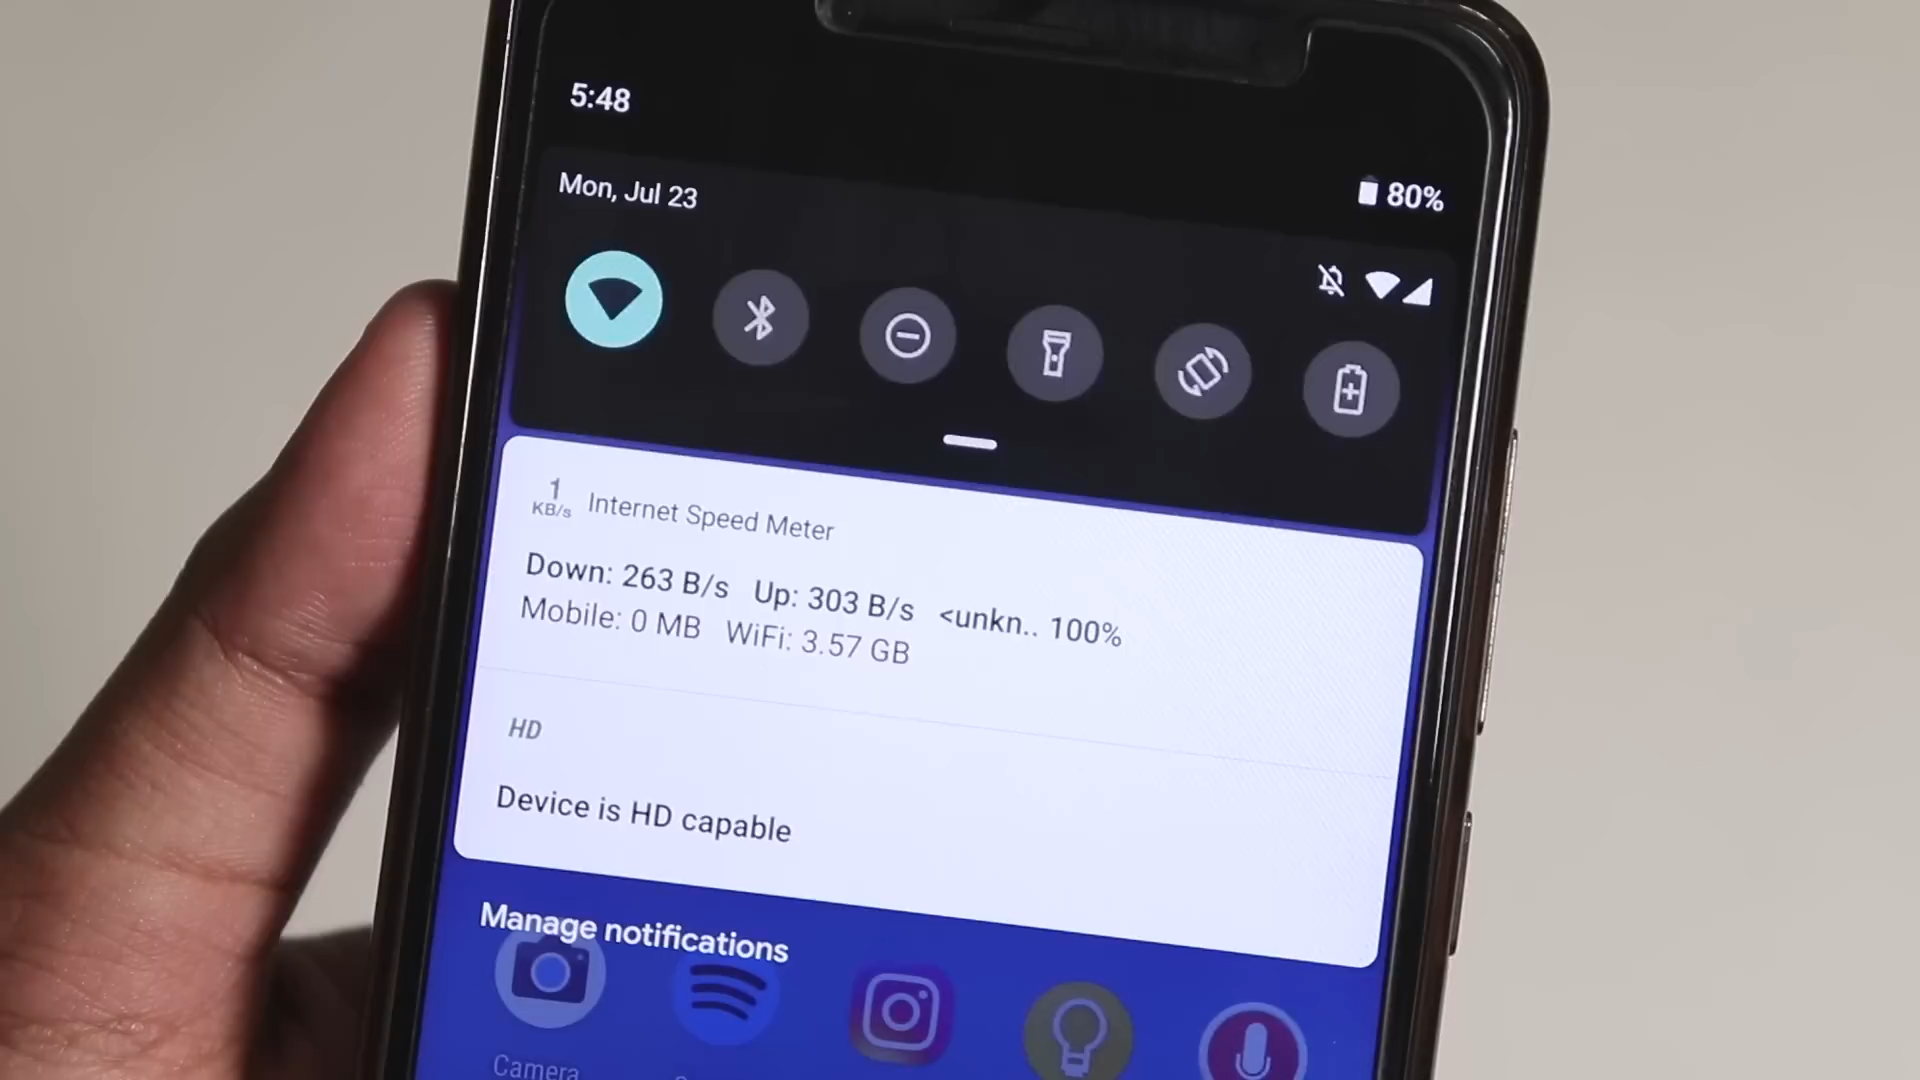 5:48
Mon, Jul 23
80%
1
KB/s
Internet Speed Meter
Down: 263 B/s Up: 303 B/s <unkn.. 100%
Mobile: 0 MB WiFi: 3.57 GB
HD
Device is HD capable
Manage notifications
Camera